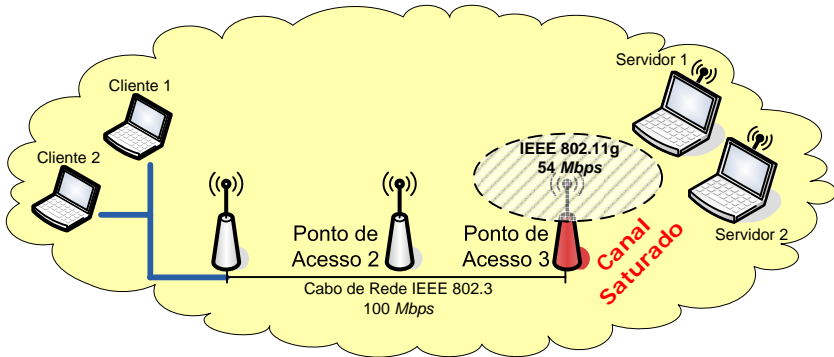 Cliente 1
Cliente 2
Servidor 1
Servidor 2
IEEE 802.11g
54 Mbps
Ponto de
Acesso 2
Ponto de
Acesso 3
Canal
Saturado
Cabo de Rede IEEE 802.3
100 Mbps